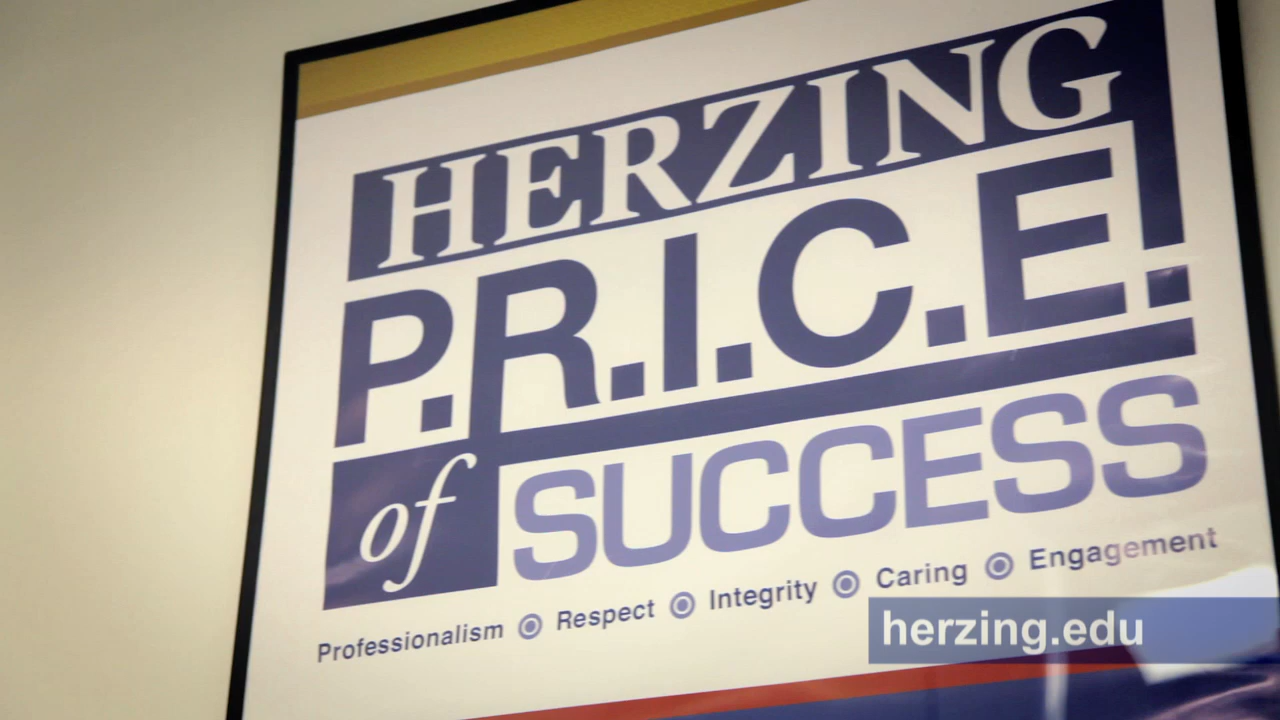 HERZING
P.R.I.C.E.
of SUCCESS
Professionalism Respect Integrity Caring Engagement
herzing.edu